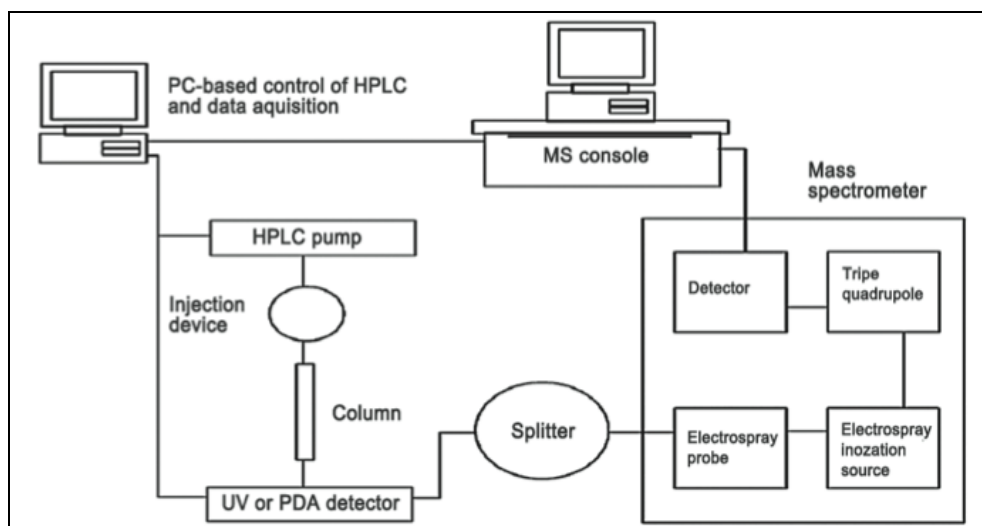 PC-based control of HPLC
and data aquisition
MS console
Mass
spectrometer
HPLC pump
Injection
device
Column
UV or PDA detector
Splitter
Detector
Tripe
quadrupole
Electrospray
probe
Electrospray
inozation
source